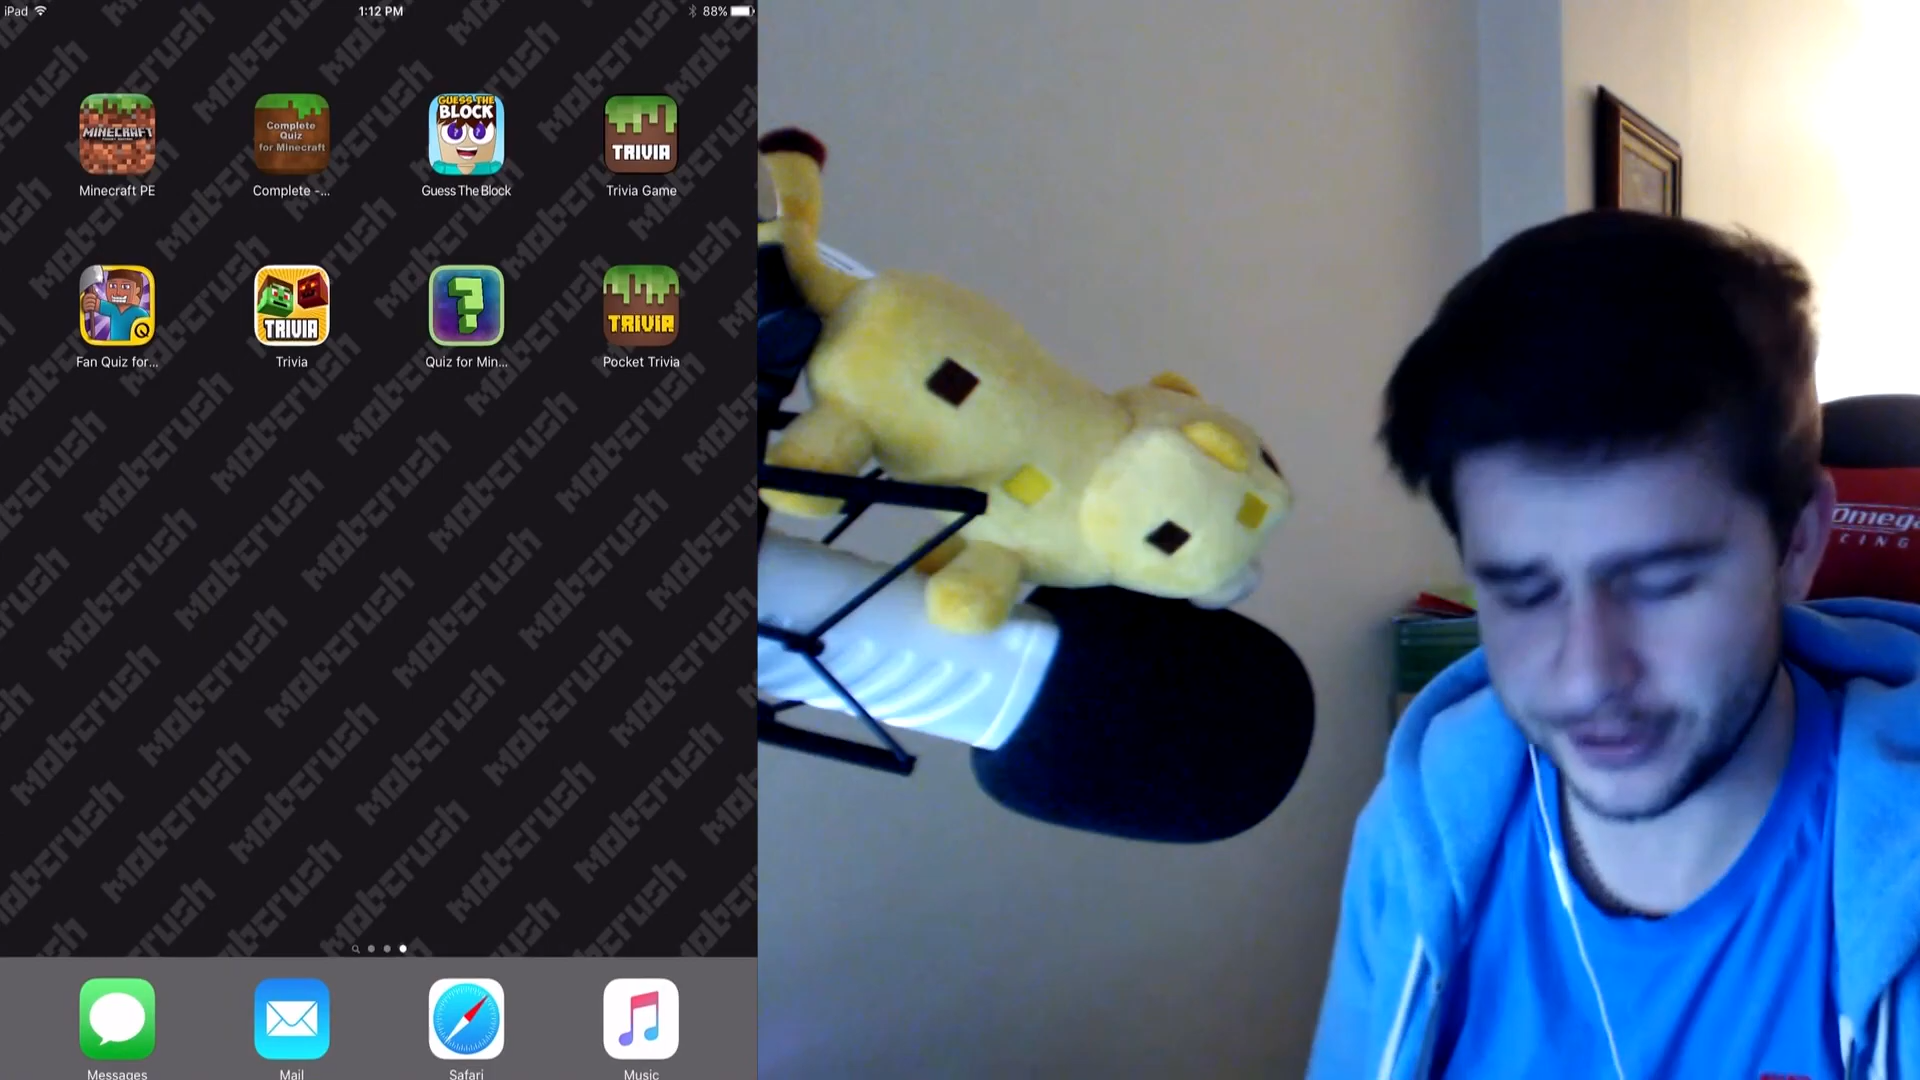 iPad
1:12 PM
88%
MINECRAFT
Complete
Quiz
for Minecraft
GUESS THE
BLOCK
TRIVIA
Minecraft PE
Complete -...
Guess The Block
Trivia Game
TRIVIA
TRIVIA
Fan Quiz for...
Trivia
Quiz for Min...
Pocket Trivia
mobcrush
Omega
CING
Messages
Mail
Safari
Music